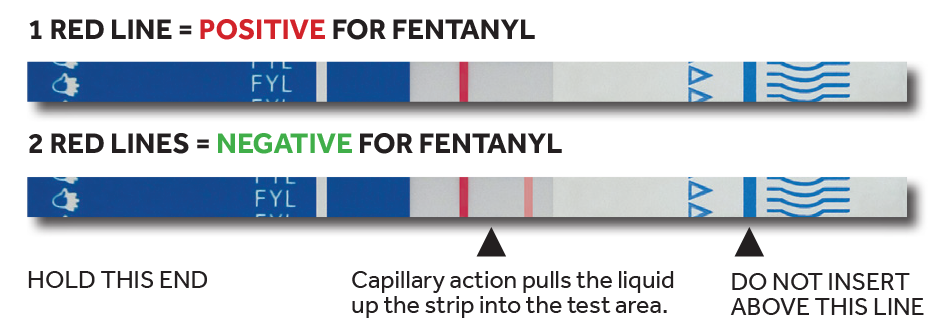 1 RED LINE = POSITIVE FOR FENTANYL
FYL
2 RED LINES = NEGATIVE FOR FENTANYL
FYL
HOLD THIS END
Capillary action pulls the liquid
up the strip into the test area.
DO NOT INSERT
ABOVE THIS LINE